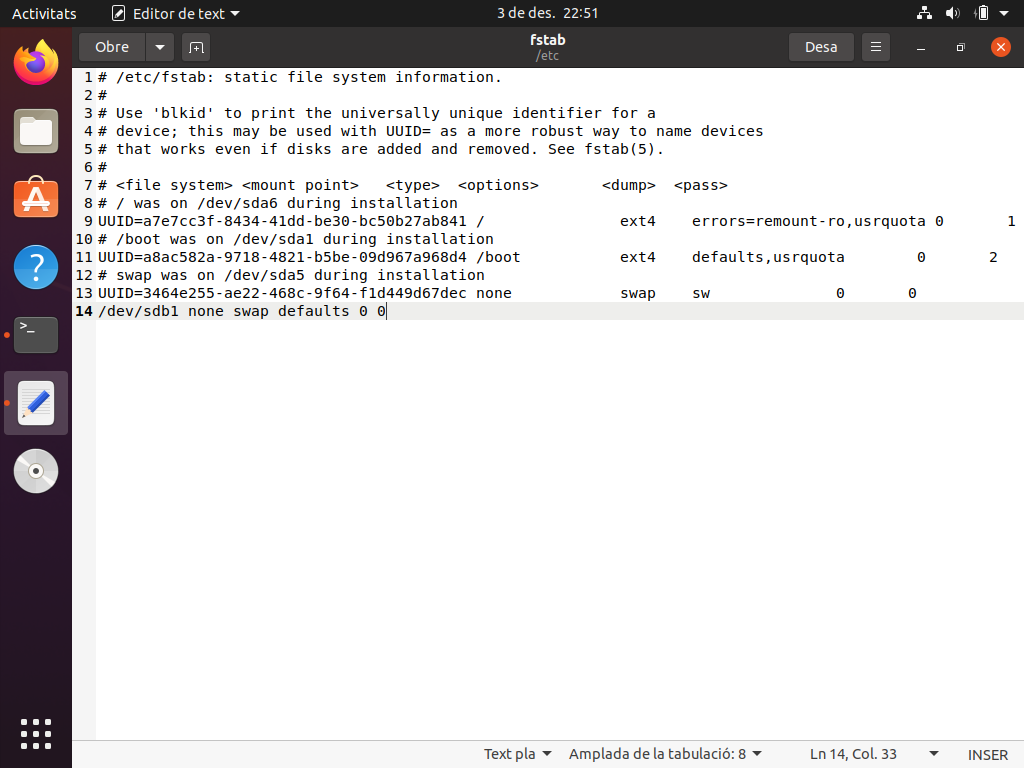 Activitats Editor de text 3 de des. 22:51
Obre fstab Desa
/etc
1 # /etc/fstab: static file system information.
2 #
3 # Use 'blkid' to print the universally unique identifier for a
4 # device; this may be used with UUID= as a more robust way to name devices
5 # that works even if disks are added and removed. See fstab(5).
6 #
7 # <file system> <mount point>   <type>  <options>       <dump>  <pass>
8 # / was on /dev/sda6 during installation
9 UUID=a7e7cc3f-8434-41dd-be30-bc50b27ab841 /               ext4    errors=remount-ro,usrquota 0       1
10 # /boot was on /dev/sda1 during installation
11 UUID=a8ac582a-9718-4821-b5be-09d967a968d4 /boot           ext4    defaults,usrquota        0       2
12 # swap was on /dev/sda5 during installation
13 UUID=3464e255-ae22-468c-9f64-f1d449d67dec none            swap    sw              0       0
14 /dev/sdb1 none swap defaults 0 0
Text pla Amplada de la tabulació: 8 Ln 14, Col. 33 INSER